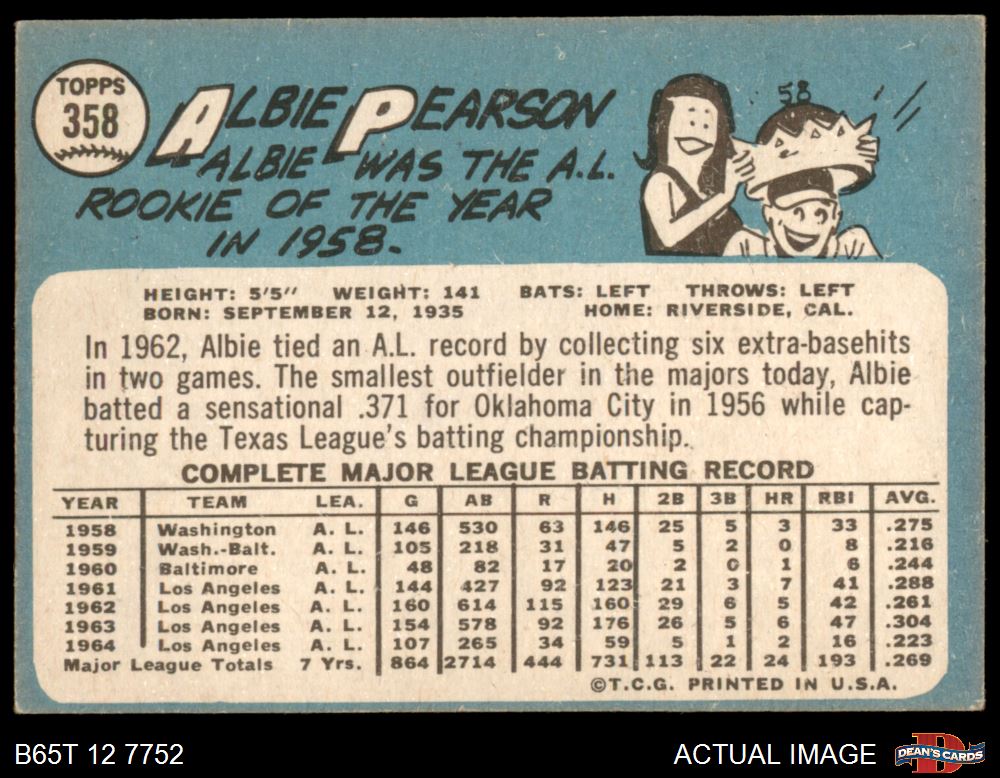 TOPPS
358
ALBIE PEARSON
ALBIE WAS THE A.L.
ROOKIE OF THE YEAR
IN 1958.
58
HEIGHT: 5'5" WEIGHT: 141 BATS: LEFT THROWS: LEFT
BORN: SEPTEMBER 12, 1935 HOME: RIVERSIDE, CAL.
In 1962, Albie tied an A.L. record by collecting six extra-basehits
in two games. The smallest outfielder in the majors today, Albie
batted a sensational .371 for Oklahoma City in 1956 while cap-
turing the Texas League's batting championship.
COMPLETE MAJOR LEAGUE BATTING RECORD
YEAR TEAM LEA. G AB R H 2B 3B HR RBI AVG.
1958 Washington A. L. 146 530 63 146 25 5 3 33 .275
1959 Wash.-Balt. A. L. 105 218 31 47 5 2 0 8 .216
1960 Baltimore A. L. 48 82 17 20 2 0 1 6 .244
1961 Los Angeles A. L. 144 427 92 123 21 3 7 41 .288
1962 Los Angeles A. L. 160 614 115 160 29 6 5 42 .261
1963 Los Angeles A. L. 154 578 92 176 26 5 6 47 .304
1964 Los Angeles A. L. 107 265 34 59 5 1 2 16 .223
Major League Totals 7 Yrs. 864 2714 444 731 113 22 24 193 .269
©T.C.G. PRINTED IN U.S.A.
B65T 12 7752 ACTUAL IMAGE
DEAN'S CARDS